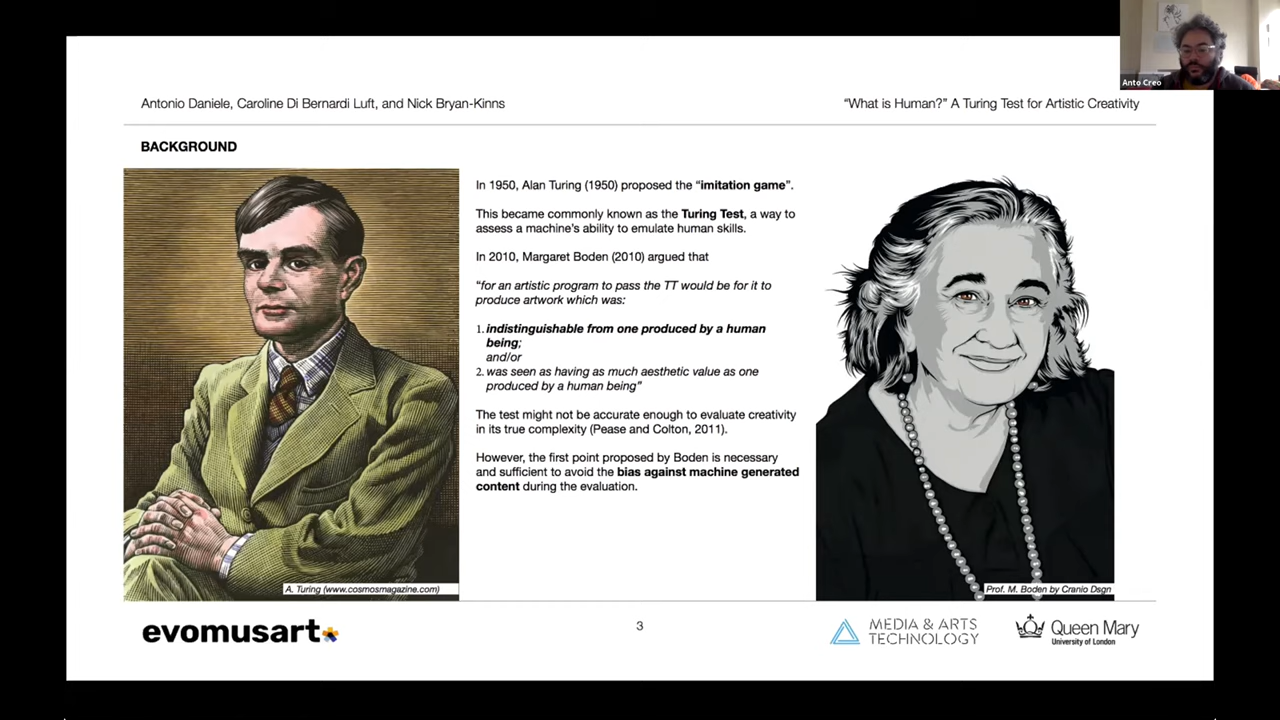 Anto Creo
Antonio Daniele, Caroline Di Bernardi Luft, and Nick Bryan-Kinns
“What is Human?” A Turing Test for Artistic Creativity
BACKGROUND
In 1950, Alan Turing (1950) proposed the “imitation game”.
This became commonly known as the Turing Test, a way to
assess a machine’s ability to emulate human skills.
In 2010, Margaret Boden (2010) argued that
“for an artistic program to pass the TT would be for it to
produce artwork which was:
1. indistinguishable from one produced by a human
being;
and/or
2. was seen as having as much aesthetic value as one
produced by a human being”
The test might not be accurate enough to evaluate creativity
in its true complexity (Pease and Colton, 2011).
However, the first point proposed by Boden is necessary
and sufficient to avoid the bias against machine generated
content during the evaluation.
A. Turing (www.cosmosmagazine.com)
Prof. M. Boden by Cranio Dsgn
evomusart
3
MEDIA & ARTS
TECHNOLOGY
Queen Mary
University of London